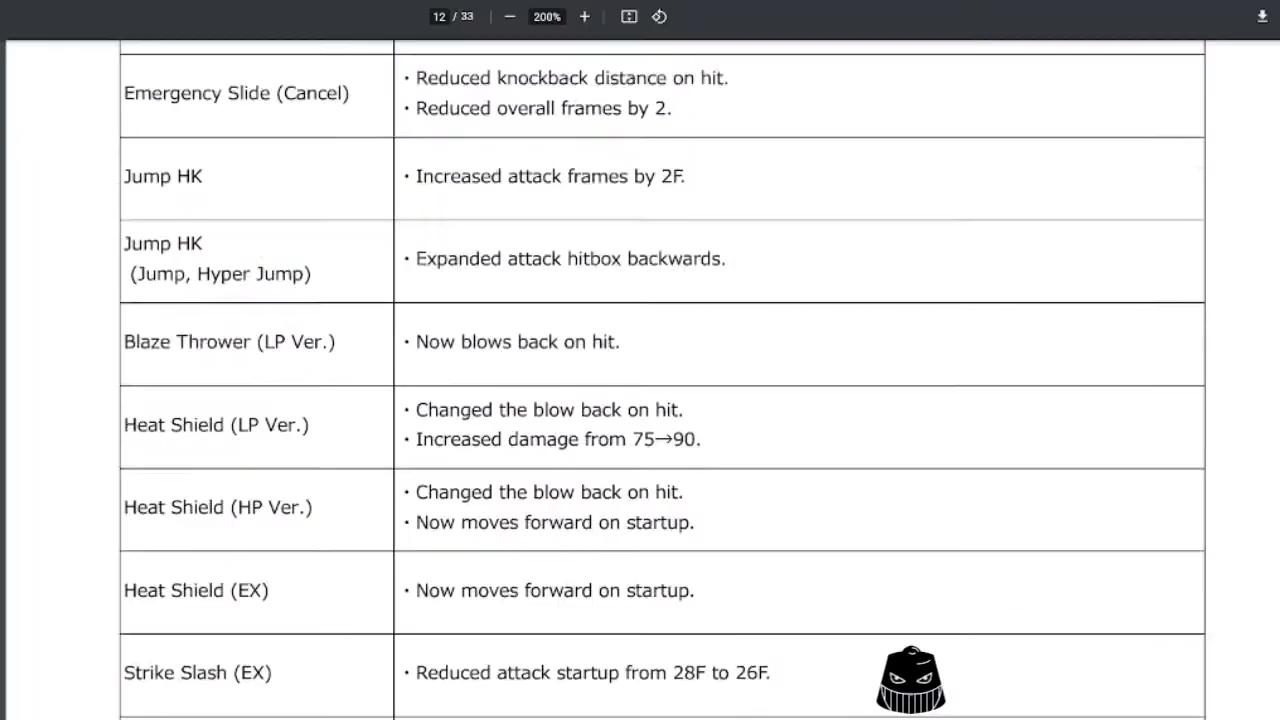 12 / 33
200%
Emergency Slide (Cancel)
・Reduced knockback distance on hit.
・Reduced overall frames by 2.
Jump HK
・Increased attack frames by 2F.
Jump HK
(Jump, Hyper Jump)
・Expanded attack hitbox backwards.
Blaze Thrower (LP Ver.)
・Now blows back on hit.
Heat Shield (LP Ver.)
・Changed the blow back on hit.
・Increased damage from 75→90.
Heat Shield (HP Ver.)
・Changed the blow back on hit.
・Now moves forward on startup.
Heat Shield (EX)
・Now moves forward on startup.
Strike Slash (EX)
・Reduced attack startup from 28F to 26F.